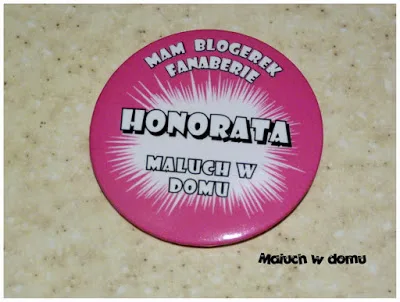 MAM BLOGEREK
FANABERIE
HONORATA
MALUCH W
DOMU
Maluch w domu